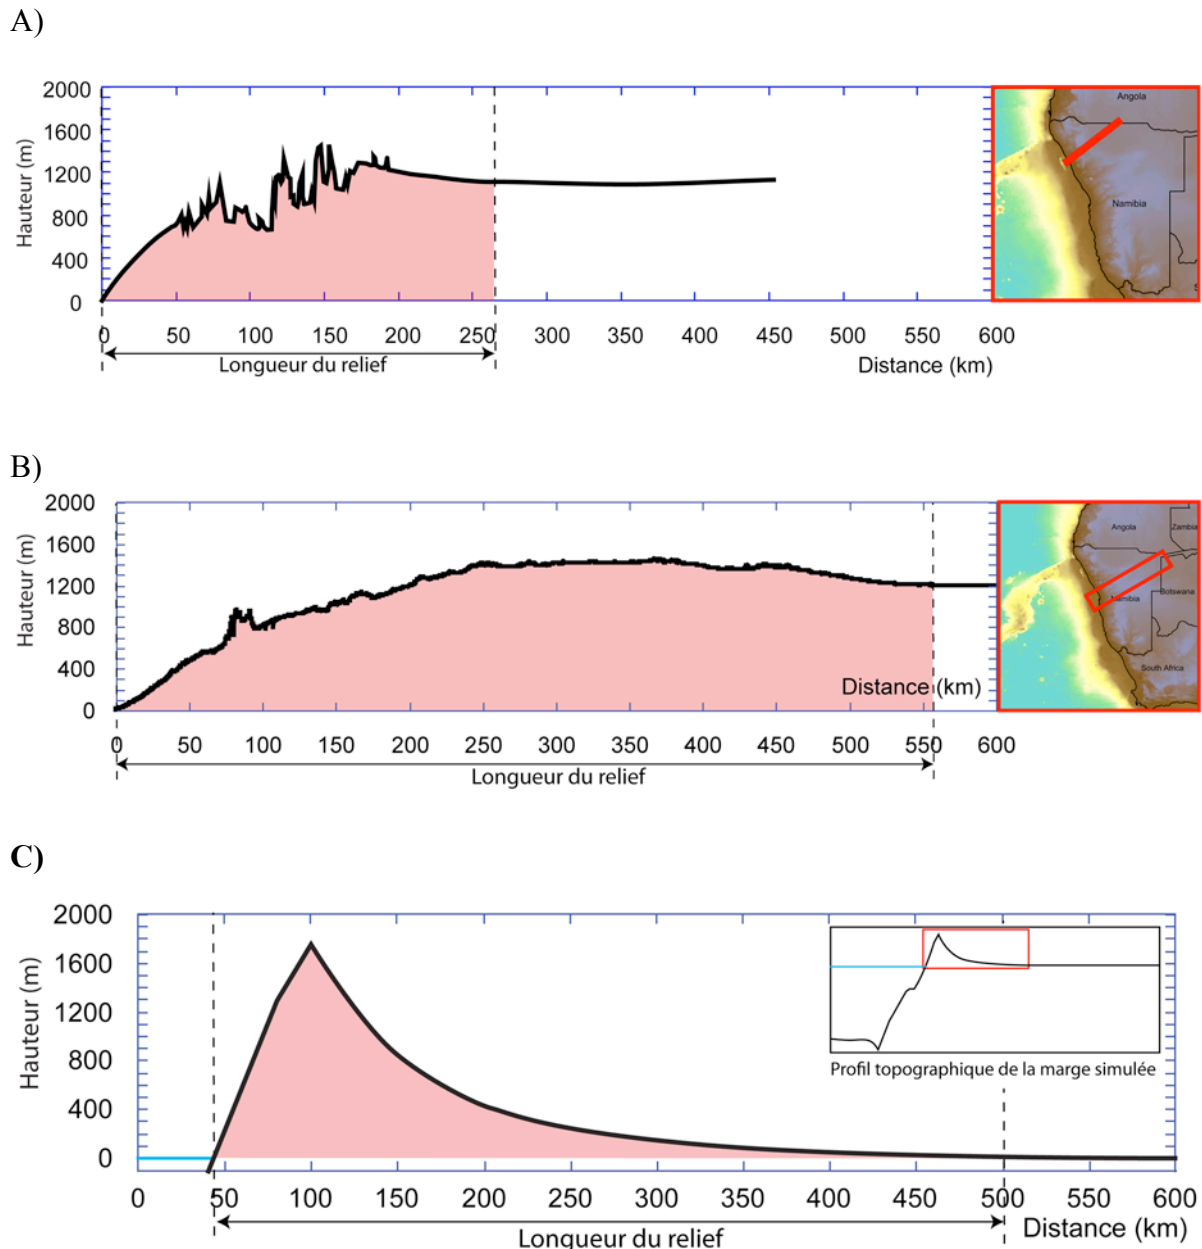 A)
2000
1600
1200
800
400
0
Hauteur (m)
0 50 100 150 200 250 300 350 400 450 500 550 600
Longueur du relief
Distance (km)
Angola
Namibia
S
B)
2000
1600
1200
800
400
0
Hauteur (m)
Distance (km)
0 50 100 150 200 250 300 350 400 450 500 550 600
Longueur du relief
Angola
Zambia
Namibia
Botswana
South Africa
C)
2000
1600
1200
800
400
0
Hauteur (m)
Profil topographique de la marge simulée
0 50 100 150 200 250 300 350 400 450 500 550 600
Longueur du relief
Distance (km)